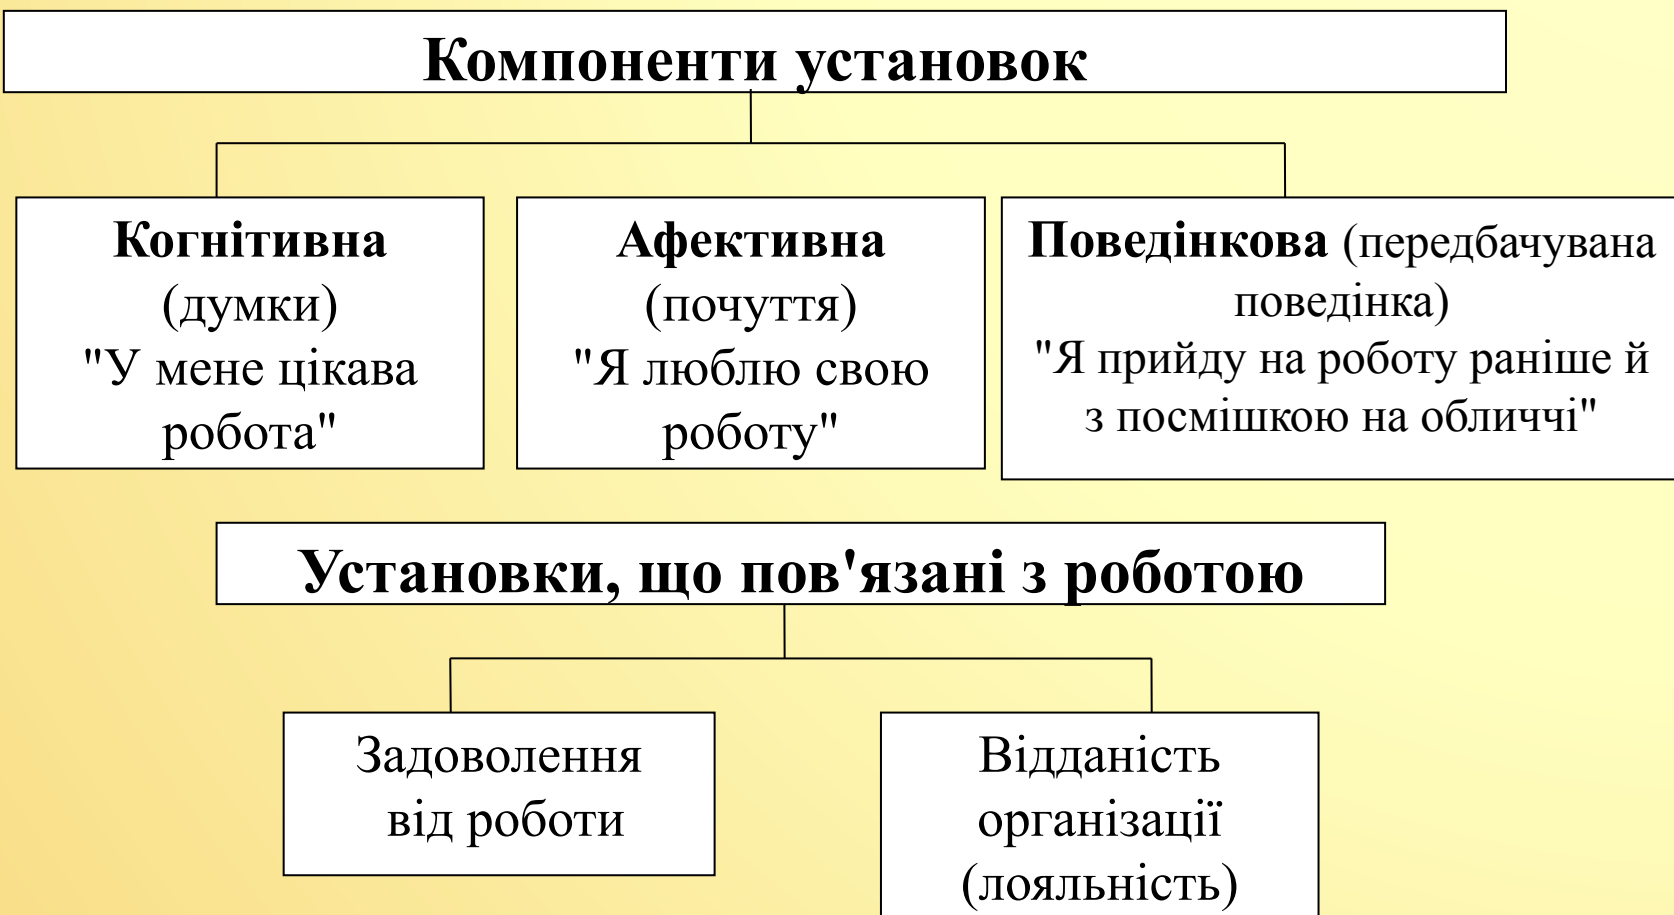 Компоненти установок
Когнітивна
(думки)
"У мене цікава
робота"
Афективна
(почуття)
"Я люблю свою
роботу"
Поведінкова (передбачувана
поведінка)
"Я прийду на роботу раніше й
з посмішкою на обличчі"
Установки, що пов'язані з роботою
Задоволення
від роботи
Відданість
організації
(лояльність)